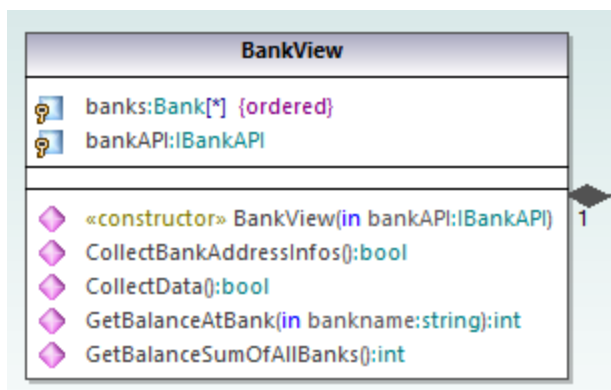 BankView
banks:Bank[*] {ordered}
bankAPI:IBankAPI
«constructor» BankView(in bankAPI:IBankAPI)
1
CollectBankAddressInfos():bool
CollectData():bool
GetBalanceAtBank(in bankname:string):int
GetBalanceSumOfAllBanks():int